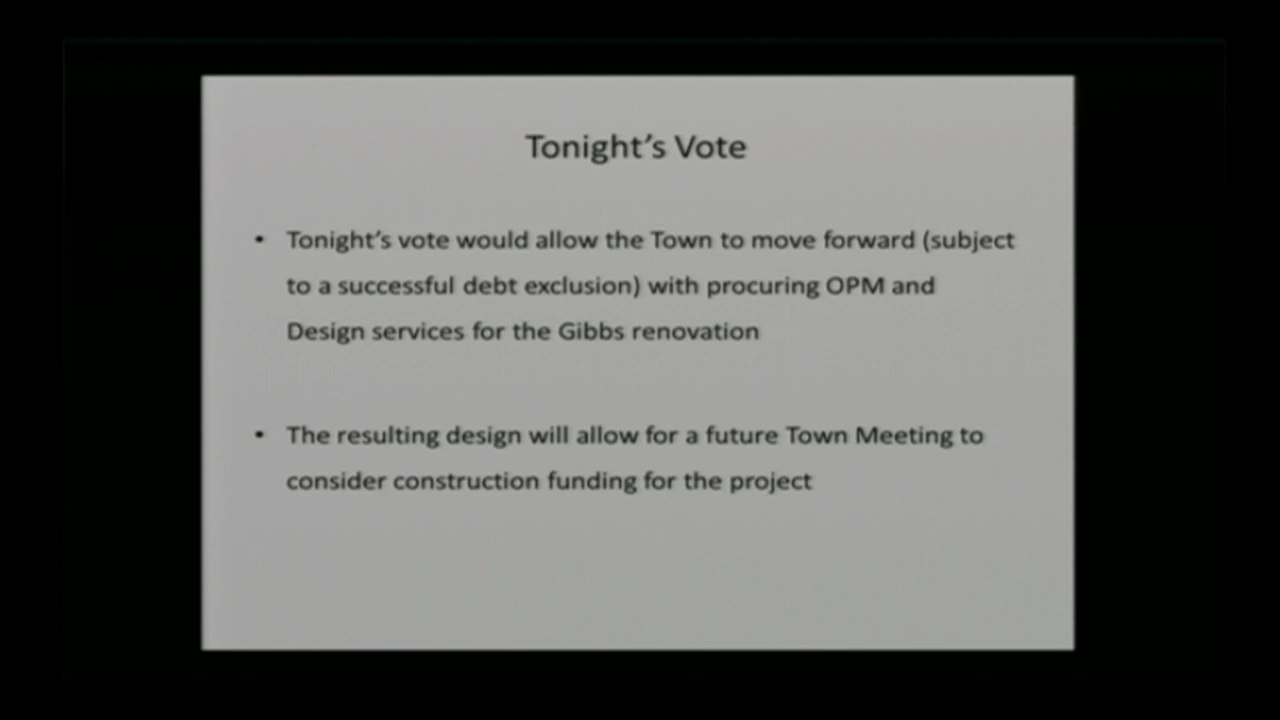 Tonight's Vote
• Tonight's vote would allow the Town to move forward (subject
to a successful debt exclusion) with procuring OPM and
Design services for the Gibbs renovation
• The resulting design will allow for a future Town Meeting to
consider construction funding for the project